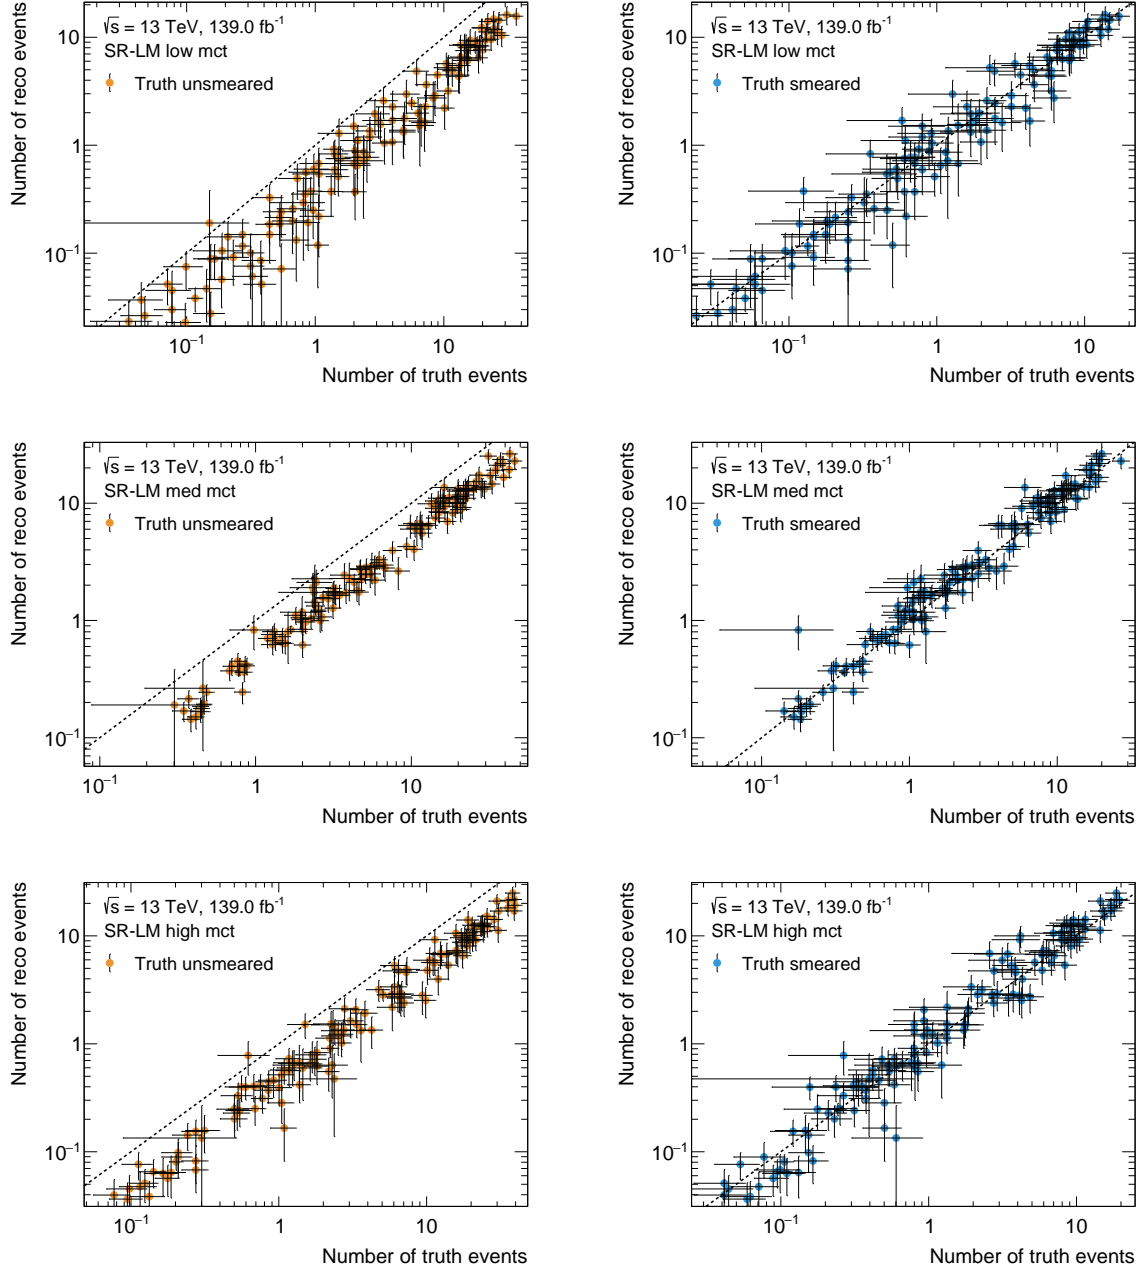 √s = 13 TeV, 139.0 fb⁻¹
SR-LM low mct
Truth unsmeared
Number of reco events
10
1
10⁻¹
10⁻¹ 1 10
Number of truth events
√s = 13 TeV, 139.0 fb⁻¹
SR-LM low mct
Truth smeared
Number of reco events
10
1
10⁻¹
10⁻¹ 1 10
Number of truth events
√s = 13 TeV, 139.0 fb⁻¹
SR-LM med mct
Truth unsmeared
Number of reco events
10
1
10⁻¹
10⁻¹ 1 10
Number of truth events
√s = 13 TeV, 139.0 fb⁻¹
SR-LM med mct
Truth smeared
Number of reco events
10
1
10⁻¹
10⁻¹ 1 10
Number of truth events
√s = 13 TeV, 139.0 fb⁻¹
SR-LM high mct
Truth unsmeared
Number of reco events
10
1
10⁻¹
10⁻¹ 1 10
Number of truth events
√s = 13 TeV, 139.0 fb⁻¹
SR-LM high mct
Truth smeared
Number of reco events
10
1
10⁻¹
10⁻¹ 1 10
Number of truth events